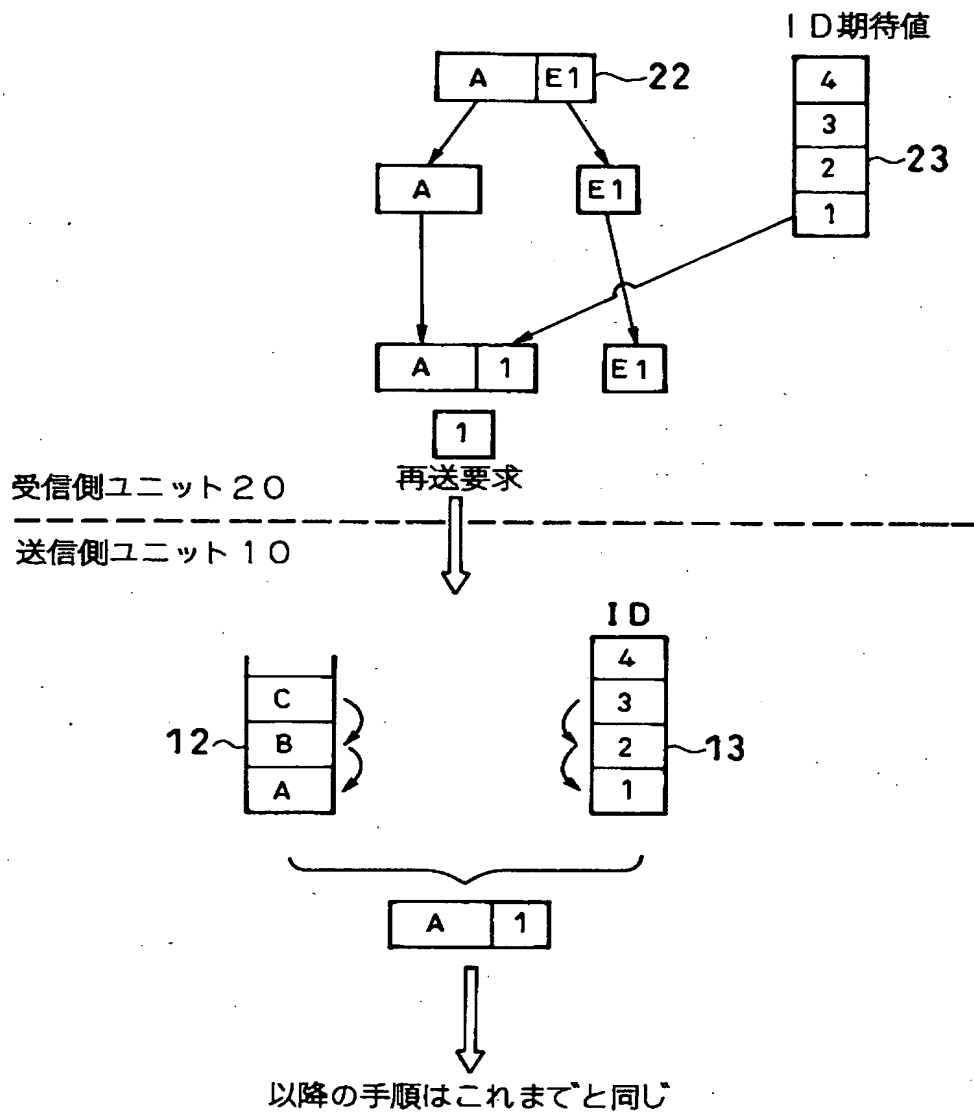 ID期待値
A E1 22
4
3
2 23
1
A E1
A 1 E1
1
再送要求
受信側ユニット20
送信側ユニット10
ID
4
C 3
12 B 2 13
A 1
A 1
以降の手順はこれまでと同じ